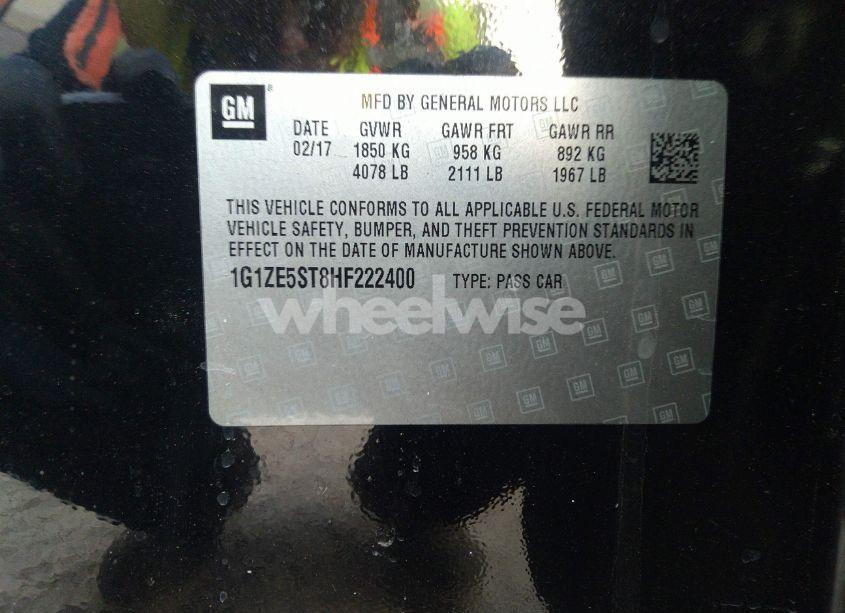 GM
MFD BY GENERAL MOTORS LLC
DATE GVWR GAWR FRT GAWR RR
02/17 1850 KG 958 KG 892 KG
4078 LB 2111 LB 1967 LB
THIS VEHICLE CONFORMS TO ALL APPLICABLE U.S. FEDERAL MOTOR
VEHICLE SAFETY, BUMPER, AND THEFT PREVENTION STANDARDS IN
EFFECT ON THE DATE OF MANUFACTURE SHOWN ABOVE.
1G1ZE5ST8HF222400 TYPE: PASS CAR
wheelwise